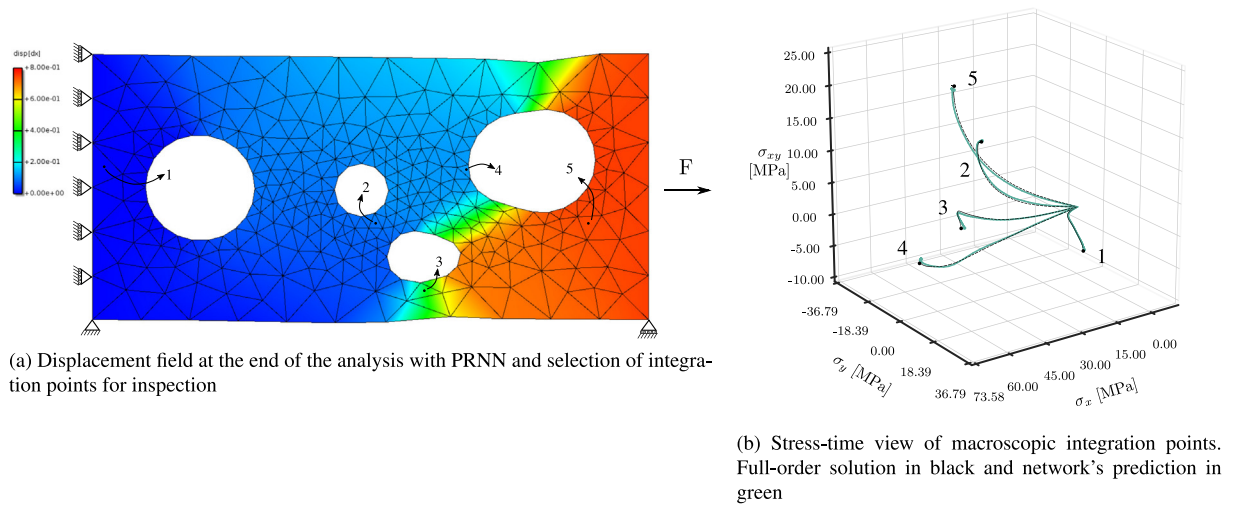 disp[dx]
+8.00e-01
+6.00e-01
+4.00e-01
+2.00e-01
+0.00e+00
1
2
3
4
5
F
(a) Displacement field at the end of the analysis with PRNN and selection of integra-
tion points for inspection
25.00
20.00
15.00
10.00
5.00
0.00
-5.00
-10.00
σxy
[MPa]
5
2
3
4
1
-36.79
-18.39
0.00
18.39
36.79
σy [MPa]
73.58
60.00
45.00
30.00
15.00
0.00
σx [MPa]
(b) Stress-time view of macroscopic integration points.
Full-order solution in black and network's prediction in
green